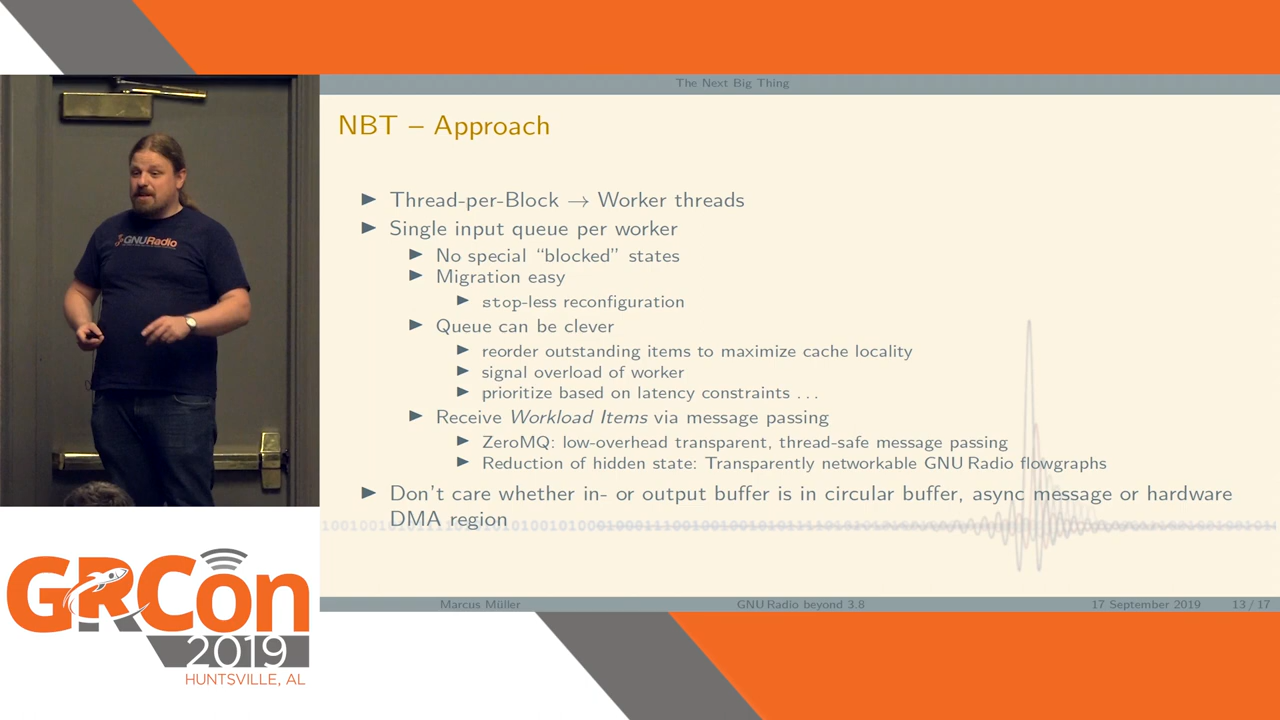 The Next Big Thing
NBT – Approach
Thread-per-Block → Worker threads
Single input queue per worker
No special “blocked” states
Migration easy
stop-less reconfiguration
Queue can be clever
reorder outstanding items to maximize cache locality
signal overload of worker
prioritize based on latency constraints . . .
Receive Workload Items via message passing
ZeroMQ: low-overhead transparent, thread-safe message passing
Reduction of hidden state: Transparently networkable GNU Radio flowgraphs
Don't care whether in- or output buffer is in circular buffer, async message or hardware
DMA region
Marcus Müller
GNU Radio beyond 3.8
17 September 2019
13 / 17
GNURadio
GRCon
2019
HUNTSVILLE, AL